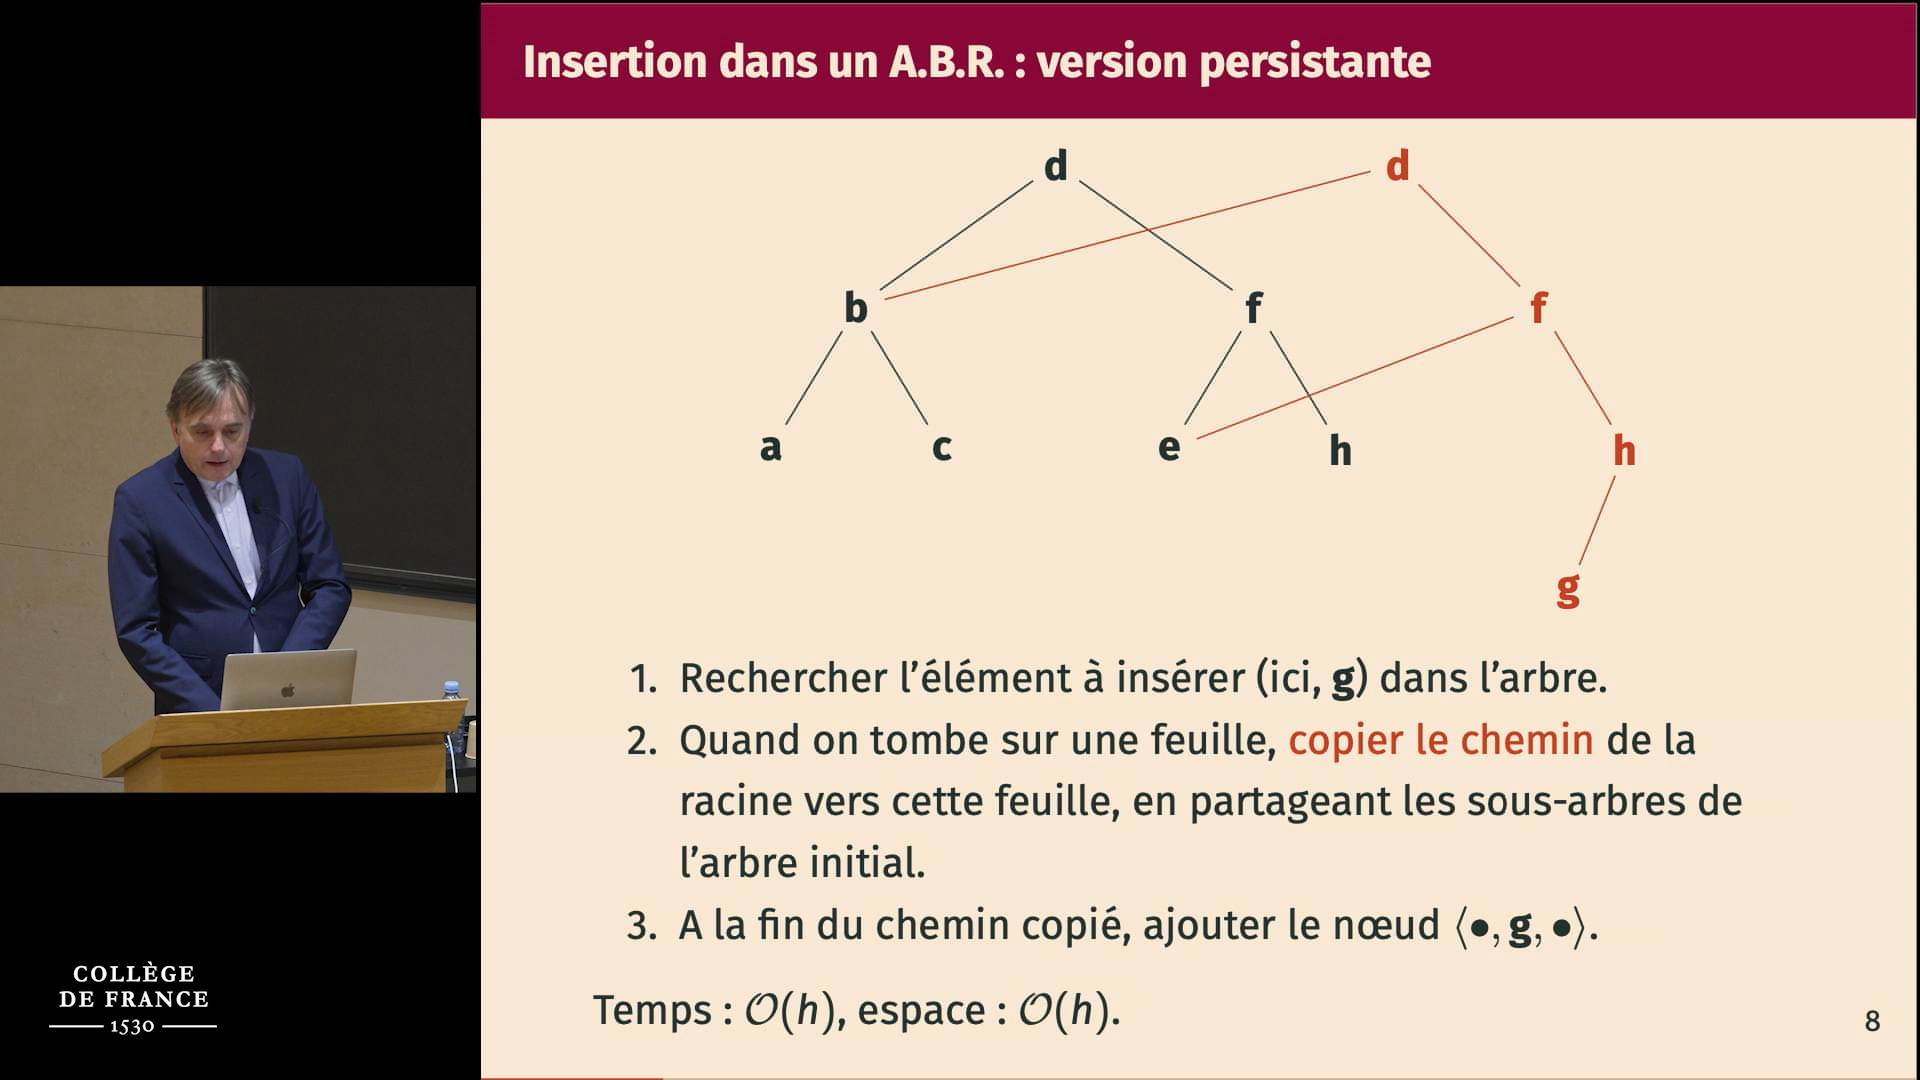 Insertion dans un A.B.R. : version persistante
d d
b f f
a c e h h
g
1. Rechercher l’élément à insérer (ici, g) dans l’arbre.
2. Quand on tombe sur une feuille, copier le chemin de la
racine vers cette feuille, en partageant les sous-arbres de
l’arbre initial.
3. A la fin du chemin copié, ajouter le nœud ⟨•, g, •⟩.
Temps : O(h), espace : O(h).
8
COLLÈGE
DE FRANCE
1530